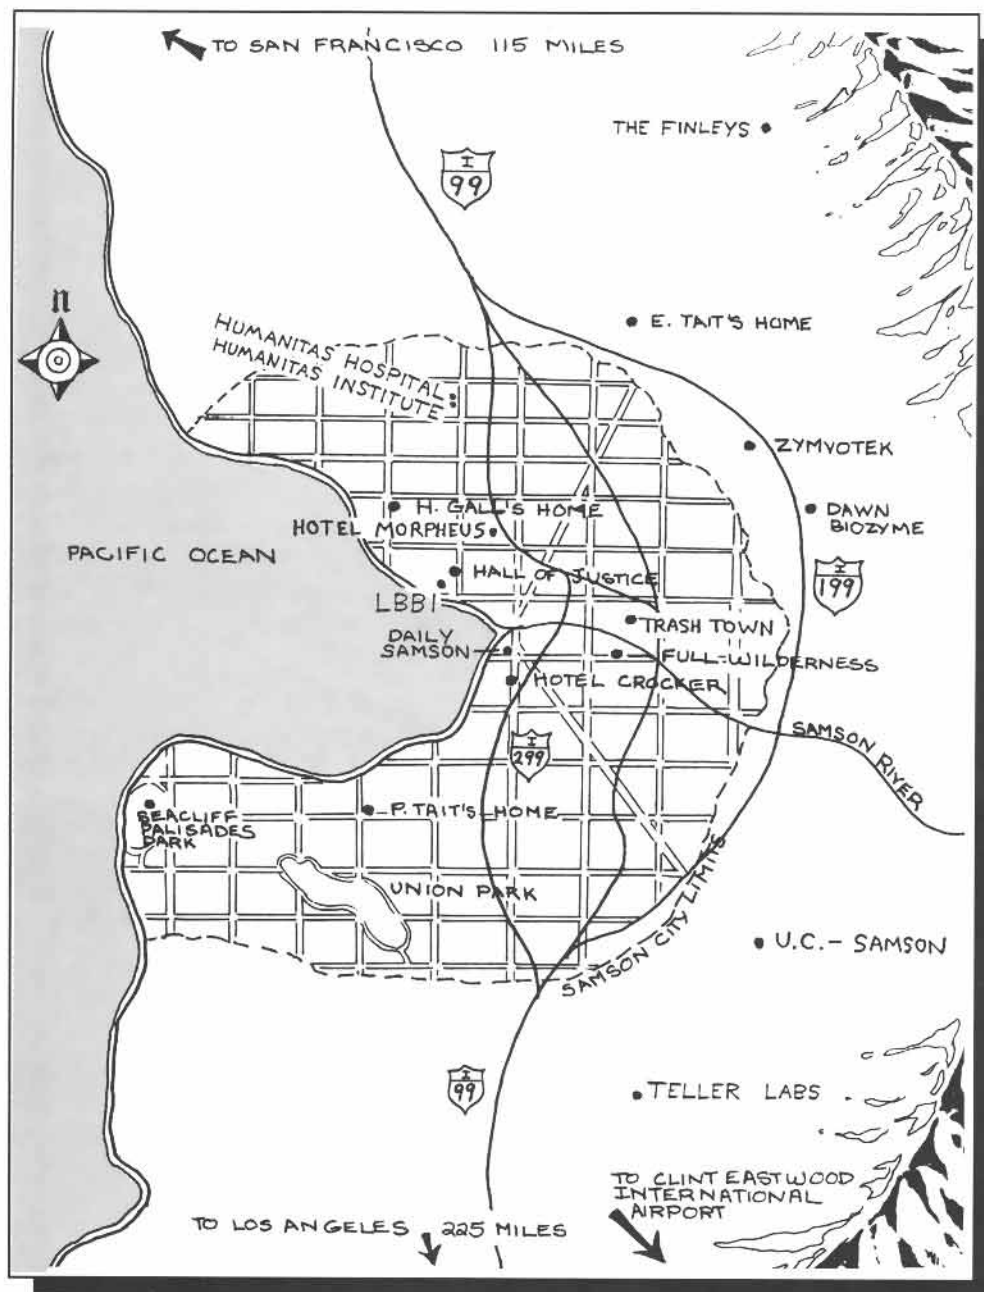 TO SAN FRANCISCO 115 MILES
THE FINLEYS
I
99
N
E. TAIT'S HOME
HUMANITAS HOSPITAL
HUMANITAS INSTITUTE
ZYMVOTEK
H. GALL'S HOME
DAWN
BIOZYME
HOTEL MORPHEUS
PACIFIC OCEAN
HALL OF JUSTICE
I
199
LBBI
TRASH TOWN
DAILY
SAMSON
FULL-WILDERNESS
HOTEL CROCKER
SAMSON RIVER
I
299
SEACLIFF
PALISADES
PARK
P. TAIT'S HOME
UNION PARK
SAMSON CITY LIMITS
U.C. - SAMSON
I
99
TELLER LABS
TO CLINT EASTWOOD
INTERNATIONAL
AIRPORT
TO LOS ANGELES 225 MILES